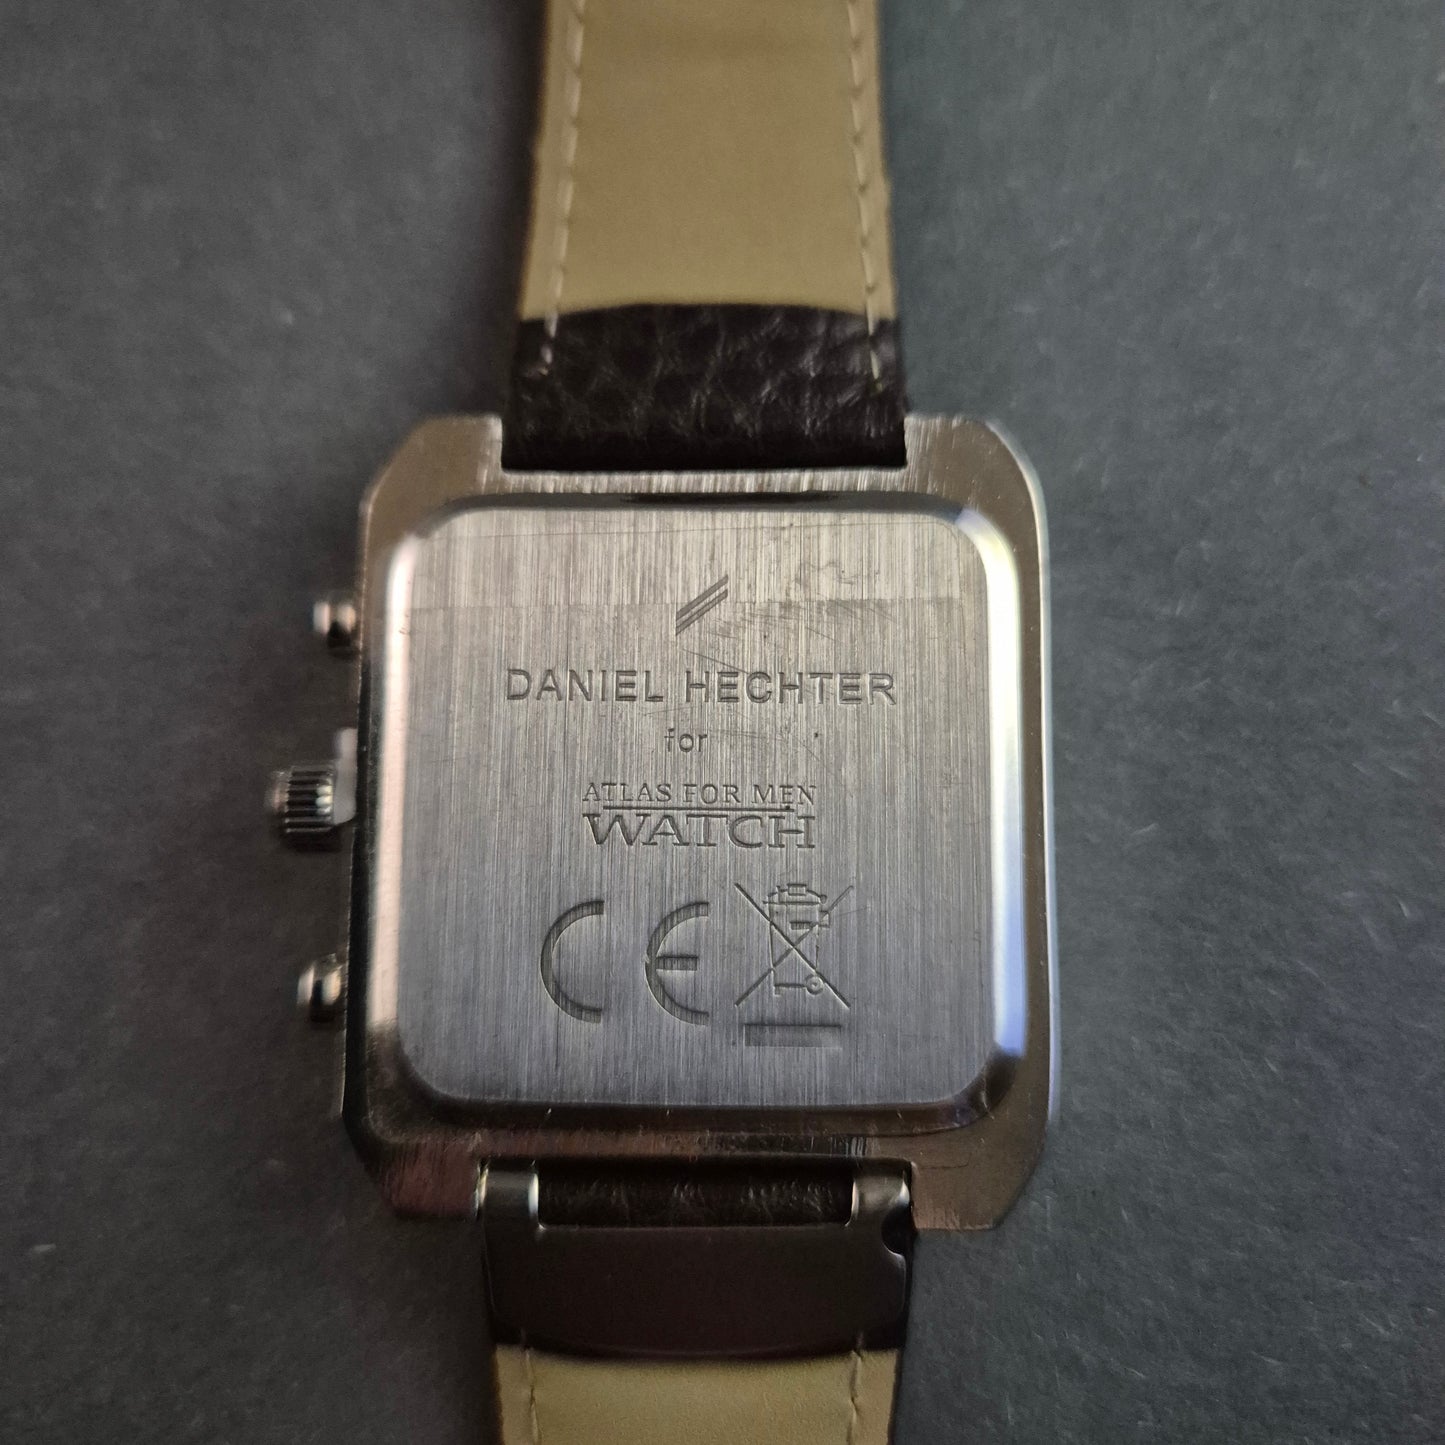 DANIEL HECHTER
for
ATLAS FOR MEN
WATCH
CE